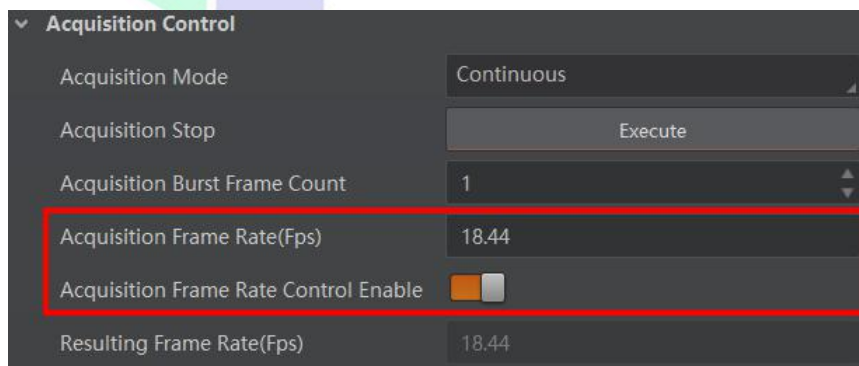 Acquisition Control
Acquisition Mode Continuous
Acquisition Stop Execute
Acquisition Burst Frame Count 1
Acquisition Frame Rate(Fps) 18.44
Acquisition Frame Rate Control Enable
Resulting Frame Rate(Fps) 18.44